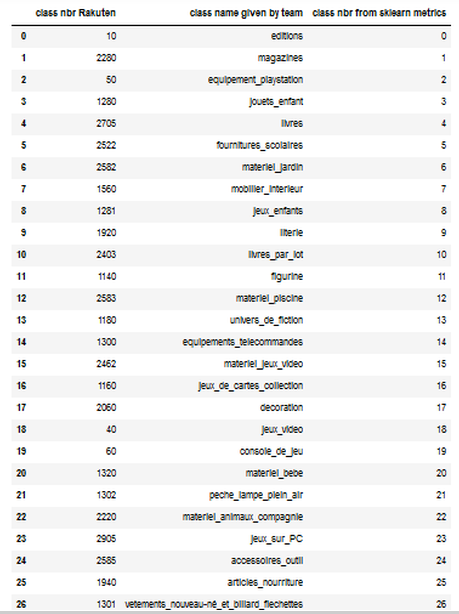 class nbr Rakuten class name given by team class nbr from sklearn metrics
0 10 editions 0
1 2280 magazines 1
2 50 equipement_playstation 2
3 1280 jouets_enfant 3
4 2705 livres 4
5 2522 fournitures_scolaires 5
6 2582 materiel_jardin 6
7 1560 mobilier_interieur 7
8 1281 jeux_enfants 8
9 1920 literie 9
10 2403 livres_par_lot 10
11 1140 figurine 11
12 2583 materiel_piscine 12
13 1180 univers_de_fiction 13
14 1300 equipements_telecommandes 14
15 2462 materiel_jeux_video 15
16 1160 jeux_de_cartes_collection 16
17 2060 decoration 17
18 40 jeux_video 18
19 60 console_de_jeu 19
20 1320 materiel_bebe 20
21 1302 peche_lampe_plein_air 21
22 2220 materiel_animaux_compagnie 22
23 2905 jeux_sur_PC 23
24 2585 accessoires_outil 24
25 1940 articles_nourriture 25
26 1301 vetements_nouveau-né_et_billard_flechettes 26